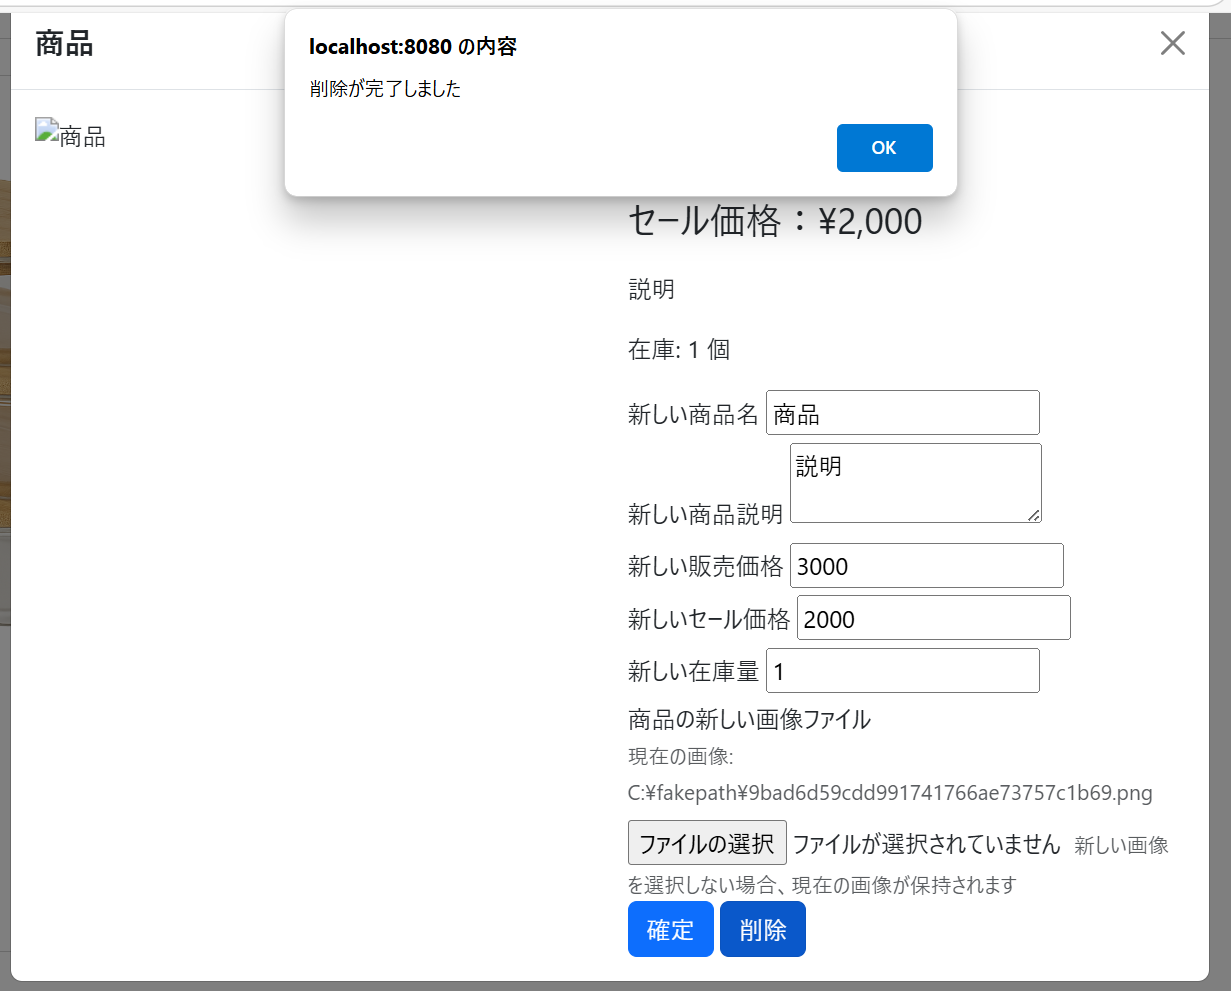 商品
localhost:8080 の内容
削除が完了しました
OK
商品
セール価格：¥2,000
説明
在庫: 1 個
新しい商品名 商品
新しい商品説明 説明
新しい販売価格 3000
新しいセール価格 2000
新しい在庫量 1
商品の新しい画像ファイル
現在の画像:
C:¥fakepath¥9bad6d59cdd991741766ae73757c1b69.png
ファイルの選択 ファイルが選択されていません 新しい画像
を選択しない場合、現在の画像が保持されます
確定 削除